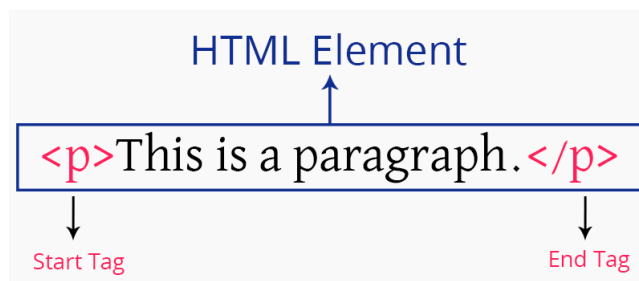 HTML Element
<p>This is a paragraph.</p>
Start Tag
End Tag